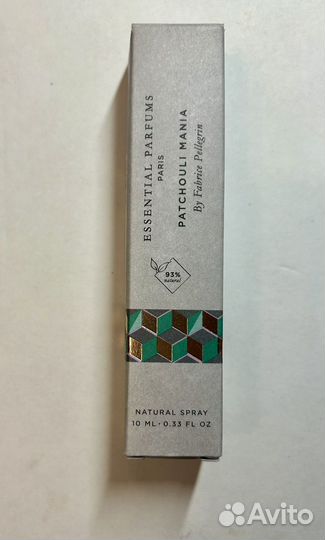 ESSENTIAL PARFUMS
PARIS
PATCHOULI MANIA
By Fabrice Pellegrin
93%
natural
NATURAL SPRAY
10 ML • 0.33 FL OZ
Avito